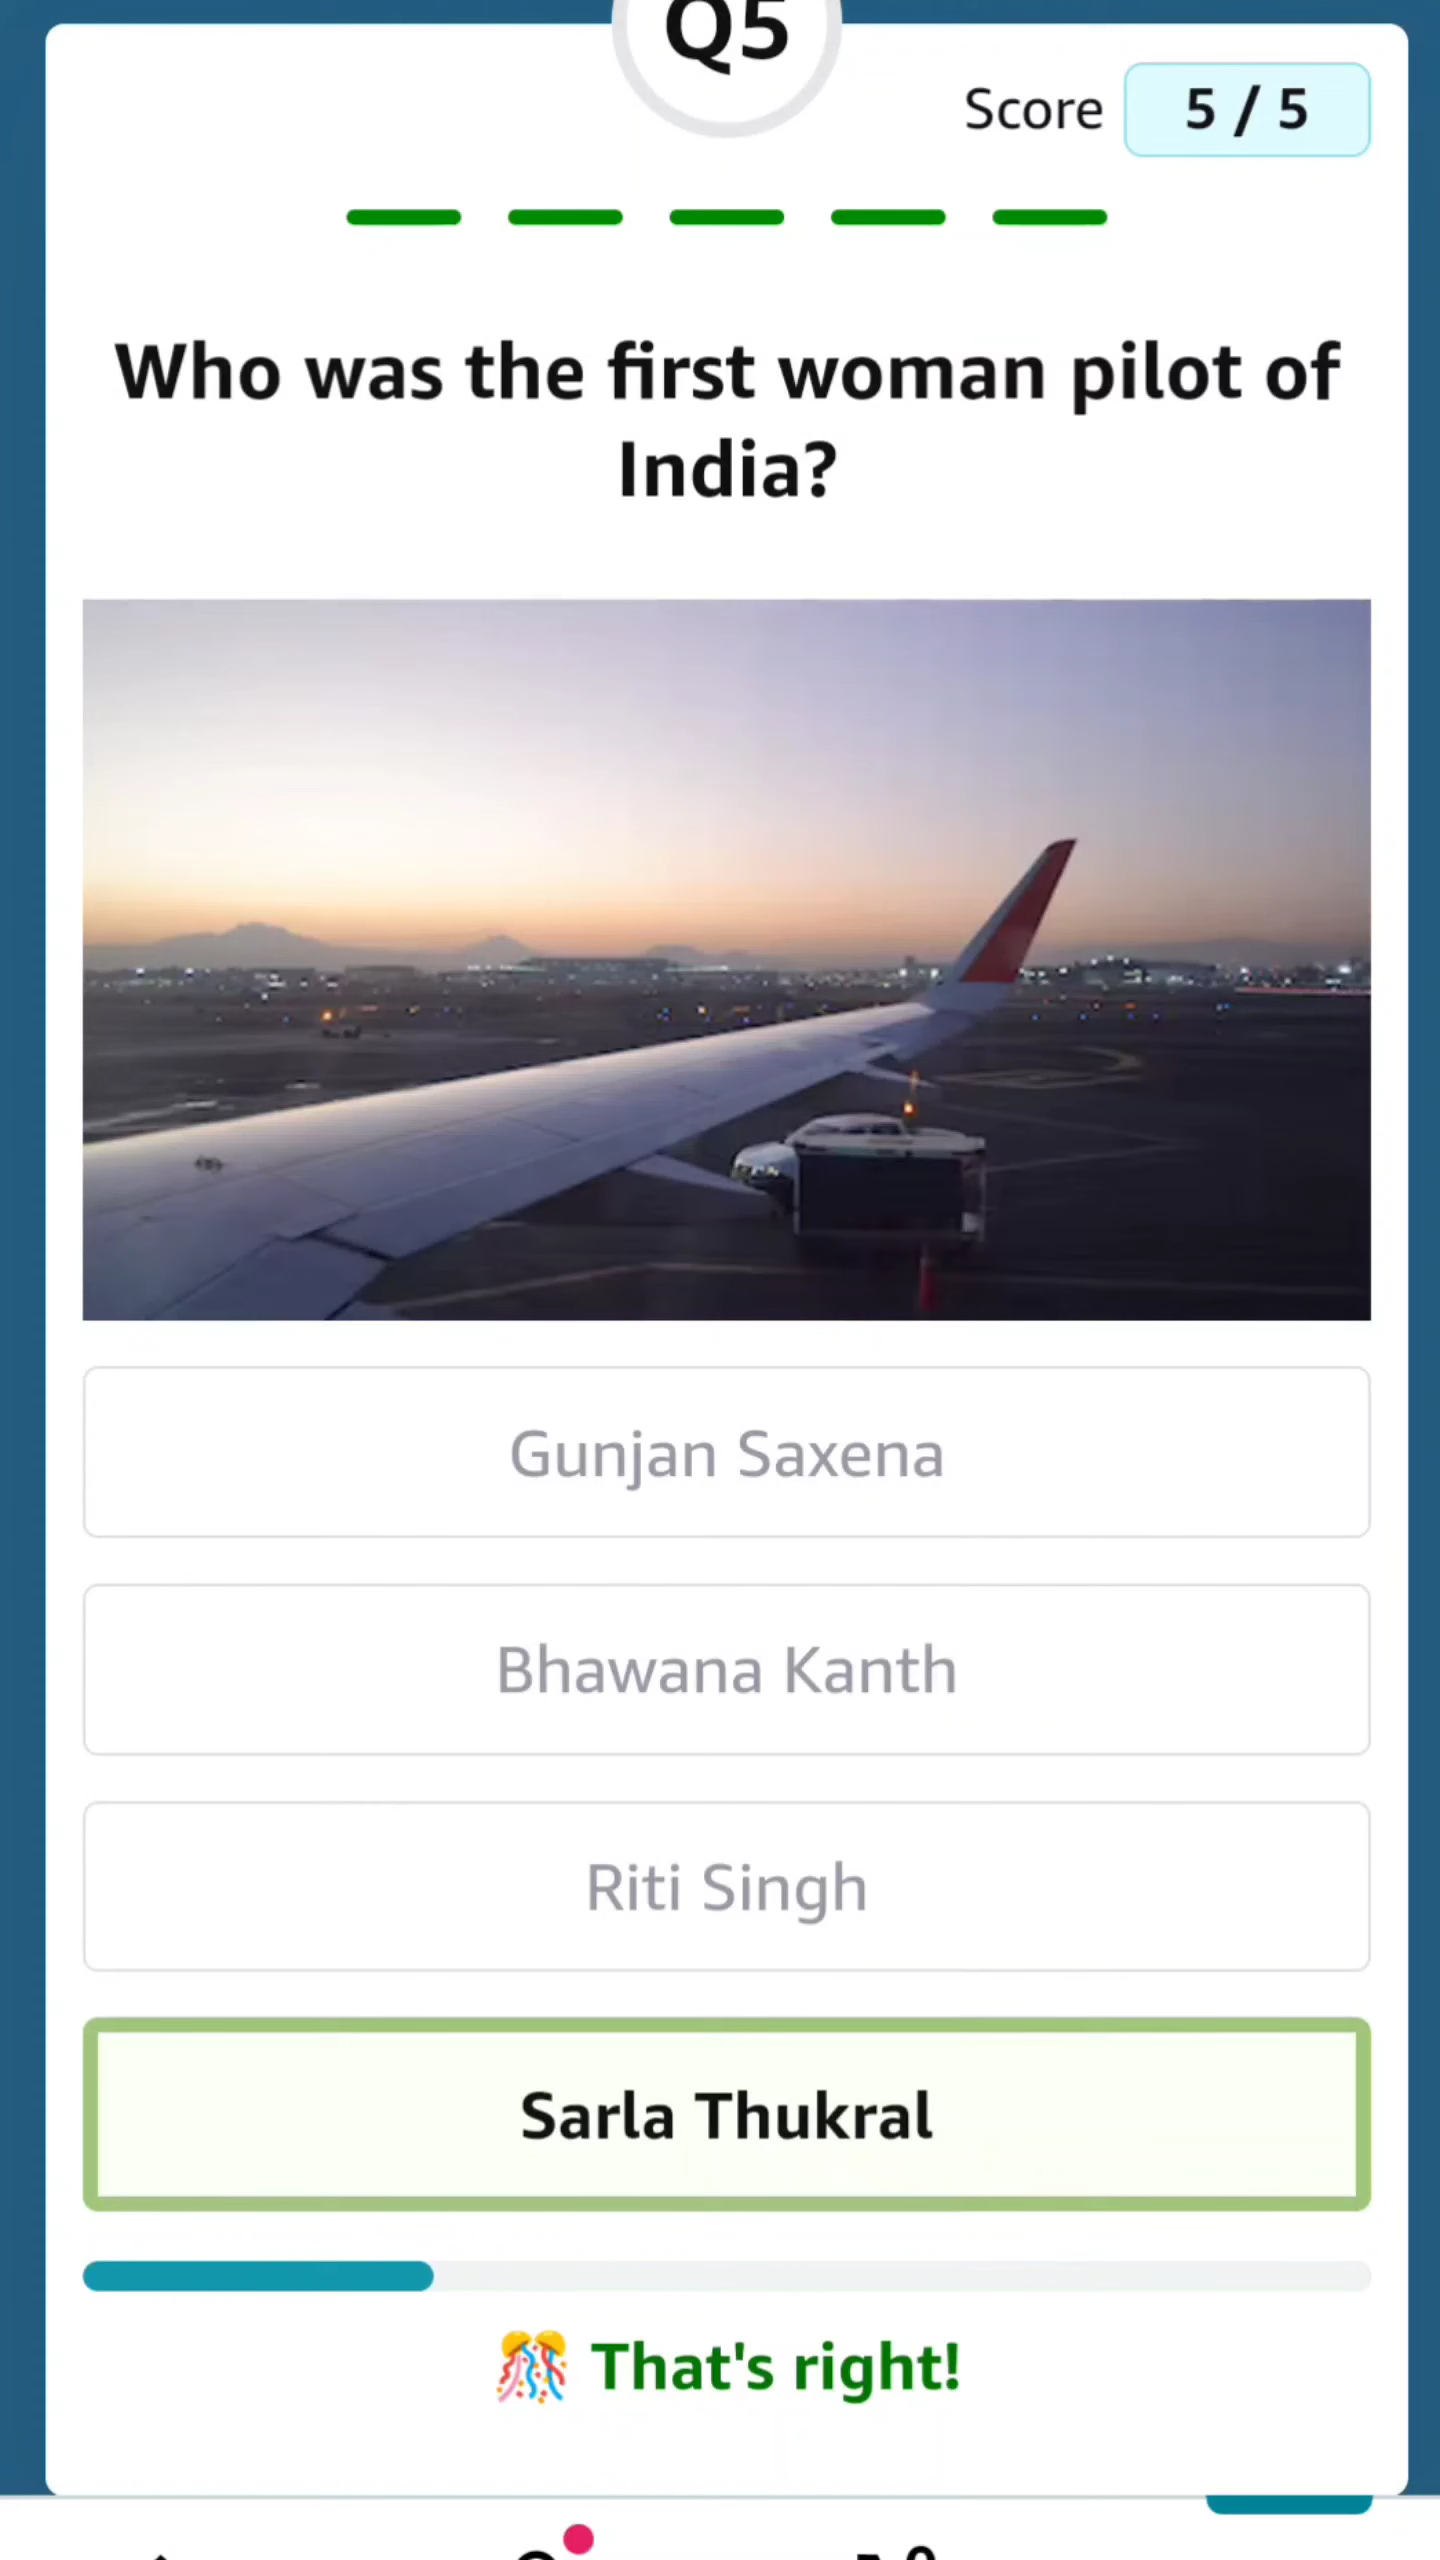 Q5
Score 5 / 5
Who was the first woman pilot of
India?
Gunjan Saxena
Bhawana Kanth
Riti Singh
Sarla Thukral
That's right!